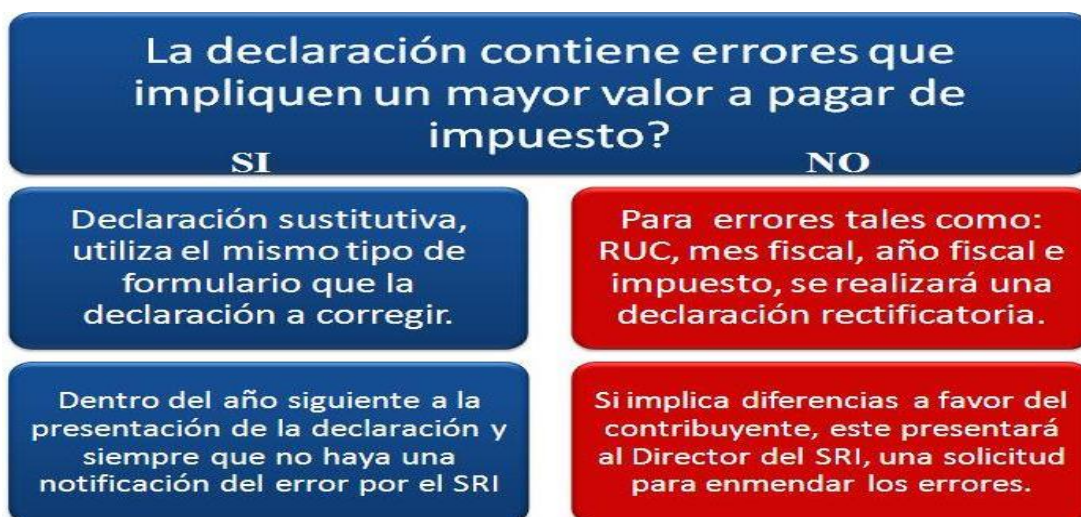 La declaración contiene errores que
impliquen un mayor valor a pagar de
impuesto?
SI
NO
Declaración sustitutiva,
utiliza el mismo tipo de
formulario que la
declaración a corregir.
Para errores tales como:
RUC, mes fiscal, año fiscal e
impuesto, se realizará una
declaración rectificatoria.
Dentro del año siguiente a la
presentación de la declaración y
siempre que no haya una
notificación del error por el SRI
Si implica diferencias a favor del
contribuyente, este presentará
al Director del SRI, una solicitud
para enmendar los errores.